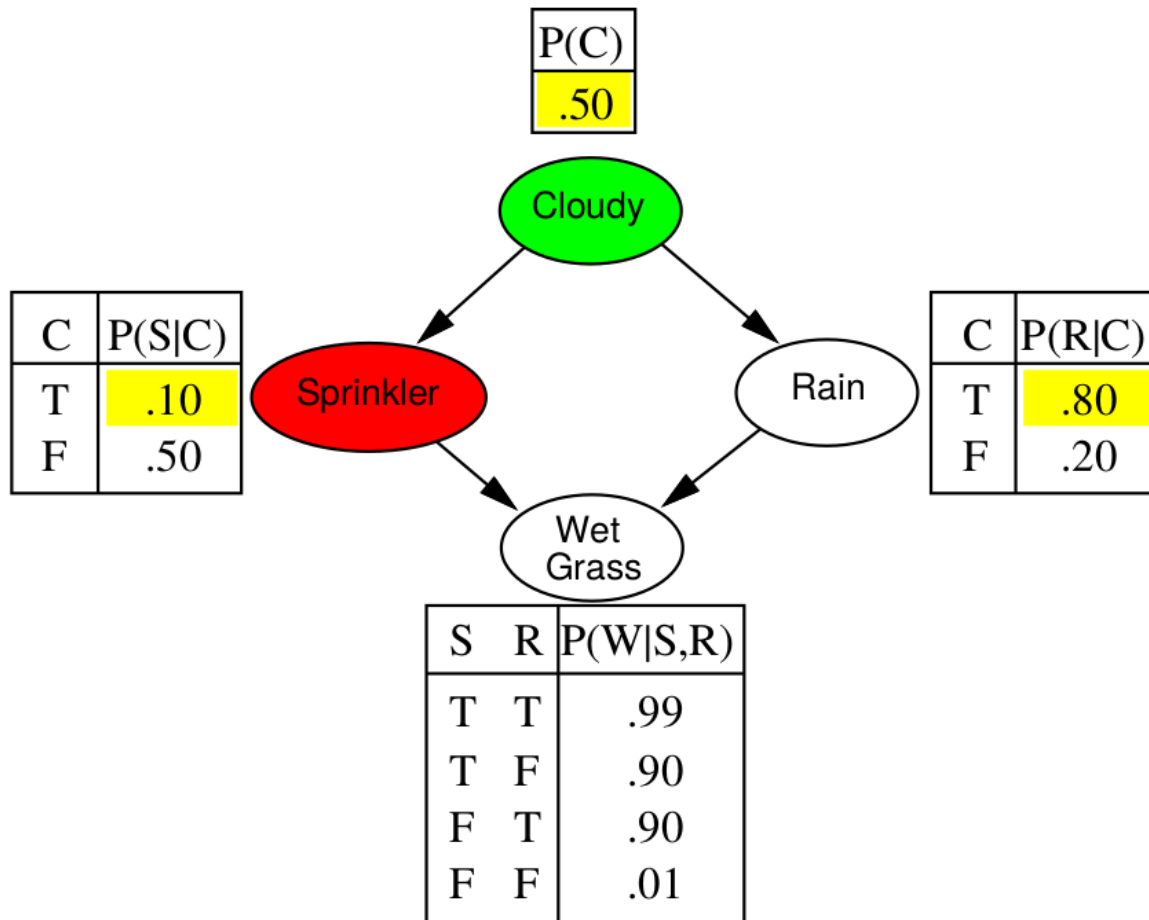 P(C)
.50
Cloudy
C P(S|C)
T .10
F .50
Sprinkler
Rain
C P(R|C)
T .80
F .20
Wet
Grass
S R P(W|S,R)
T T .99
T F .90
F T .90
F F .01